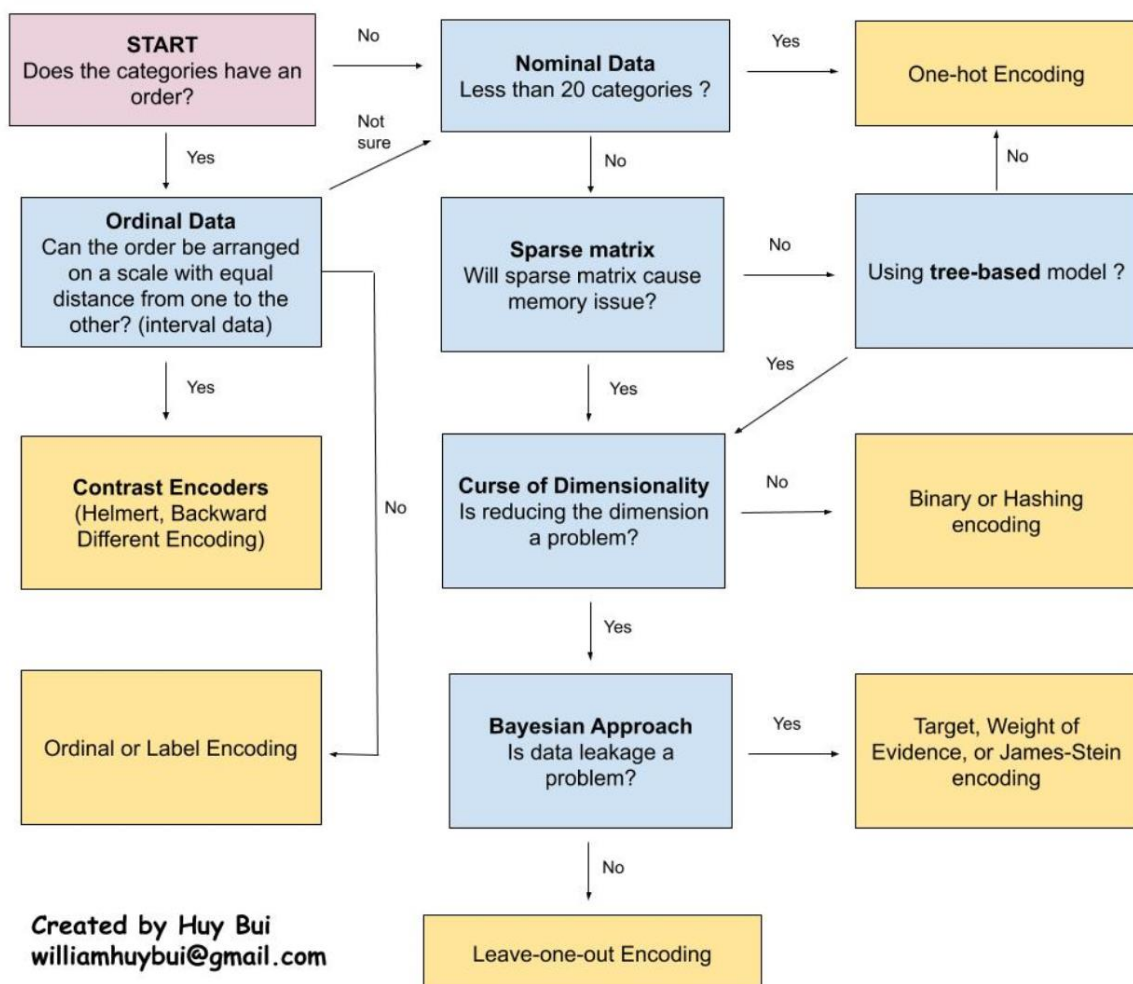 START
Does the categories have an
order?
No
Nominal Data
Less than 20 categories ?
Yes
One-hot Encoding
Not
sure
Yes
No
No
Ordinal Data
Can the order be arranged
on a scale with equal
distance from one to the
other? (interval data)
Sparse matrix
Will sparse matrix cause
memory issue?
No
Using tree-based model ?
Yes
Yes
Yes
Contrast Encoders
(Helmert, Backward
Different Encoding)
No
Curse of Dimensionality
Is reducing the dimension
a problem?
No
Binary or Hashing
encoding
Yes
Ordinal or Label Encoding
Bayesian Approach
Is data leakage a
problem?
Yes
Target, Weight of
Evidence, or James-Stein
encoding
No
Created by Huy Bui
williamhuybui@gmail.com
Leave-one-out Encoding